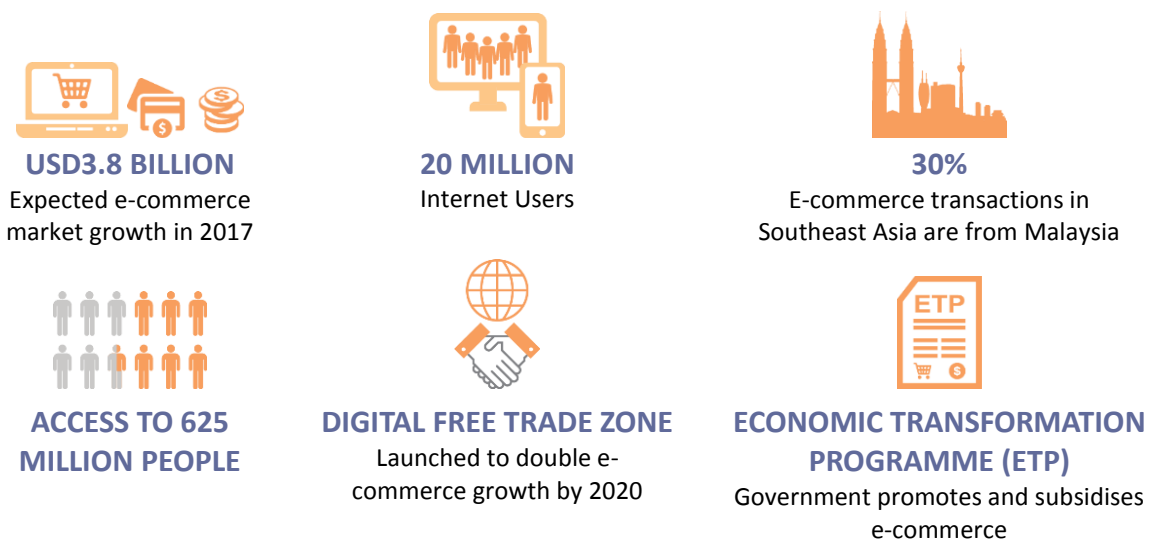 USD3.8 BILLION
Expected e-commerce
market growth in 2017
20 MILLION
Internet Users
30%
E-commerce transactions in
Southeast Asia are from Malaysia
ACCESS TO 625
MILLION PEOPLE
DIGITAL FREE TRADE ZONE
Launched to double e-
commerce growth by 2020
ETP
$
ECONOMIC TRANSFORMATION
PROGRAMME (ETP)
Government promotes and subsidises
e-commerce